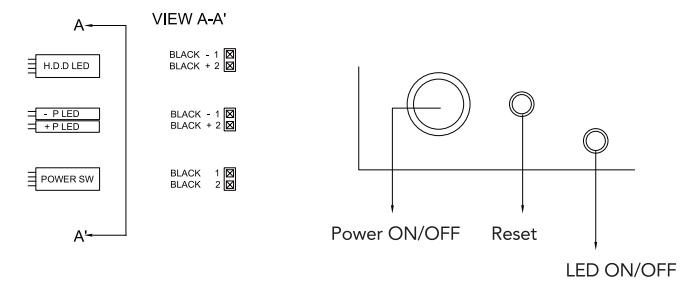 VIEW A-A'
A
H.D.D LED
BLACK - 1
BLACK + 2
- P LED
+ P LED
BLACK - 1
BLACK + 2
POWER SW
BLACK 1
BLACK 2
A'
Power ON/OFF
Reset
LED ON/OFF